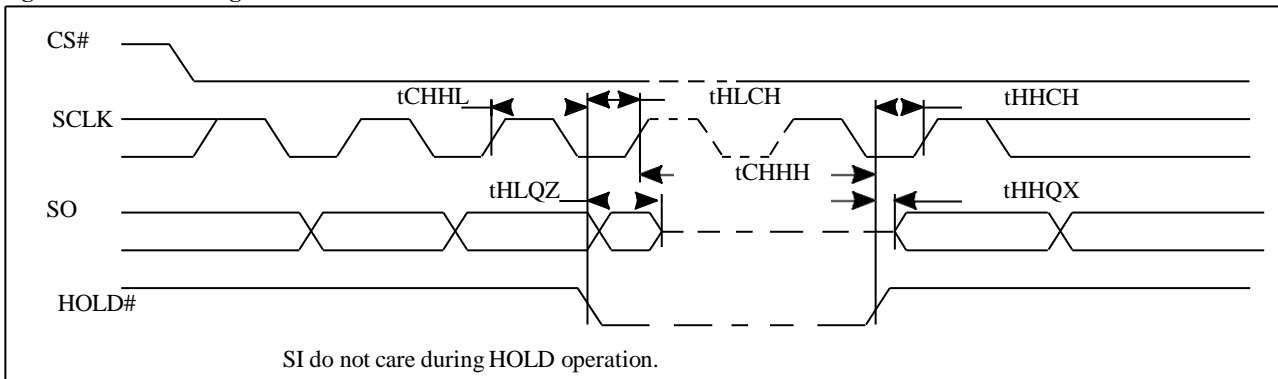 CS#
tCHHL
tHLCH
tHHCH
SCLK
tCHHH
tHLQZ
tHHQX
SO
HOLD#
SI do not care during HOLD operation.